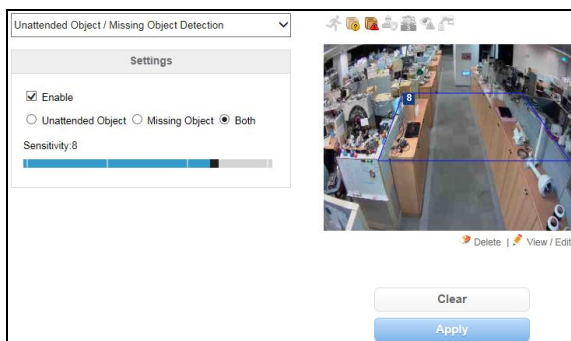 Unattended Object / Missing Object Detection
Settings
Enable
Unattended Object Missing Object Both
Sensitivity:8
8
Delete | View / Edit
Clear
Apply